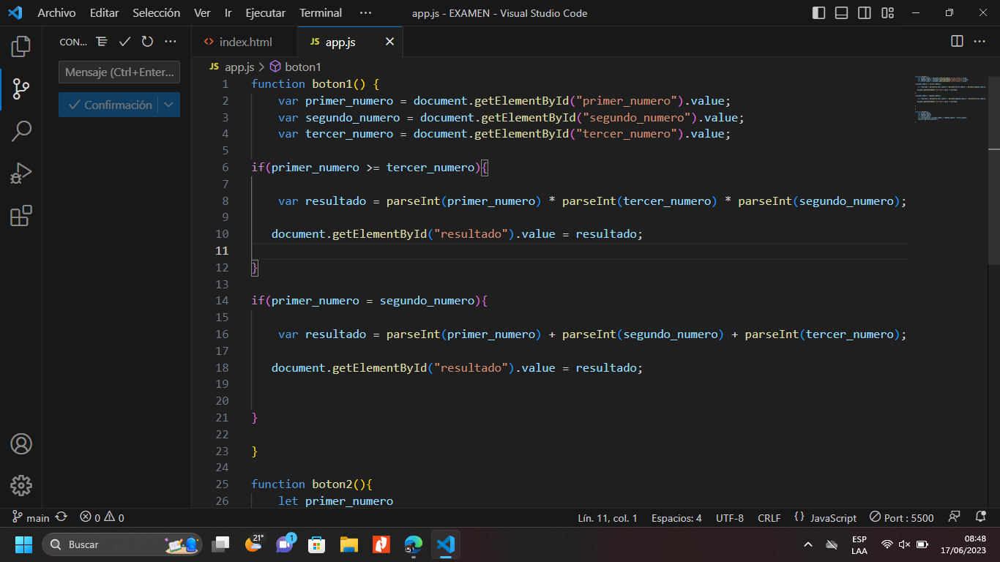 Archivo Editar Selección Ver Ir Ejecutar Terminal ··· app.js - EXAMEN - Visual Studio Code
CON... ··· index.html JS app.js ···
JS app.js > boton1
Mensaje (Ctrl+Enter...
Confirmación
1 function boton1() {
2 var primer_numero = document.getElementById("primer_numero").value;
3 var segundo_numero = document.getElementById("segundo_numero").value;
4 var tercer_numero = document.getElementById("tercer_numero").value;
5
6 if(primer_numero >= tercer_numero){
7
8 var resultado = parseInt(primer_numero) * parseInt(tercer_numero) * parseInt(segundo_numero);
9
10 document.getElementById("resultado").value = resultado;
11
12 }
13
14 if(primer_numero = segundo_numero){
15
16 var resultado = parseInt(primer_numero) + parseInt(segundo_numero) + parseInt(tercer_numero);
17
18 document.getElementById("resultado").value = resultado;
19
20
21 }
22
23 }
24
25 function boton2(){
26 let primer_numero
main 0 0 Lín. 11, col. 1 Espacios: 4 UTF-8 CRLF {} JavaScript Port : 5500
Buscar 21° 1 ESP LAA 08:48 17/06/2023